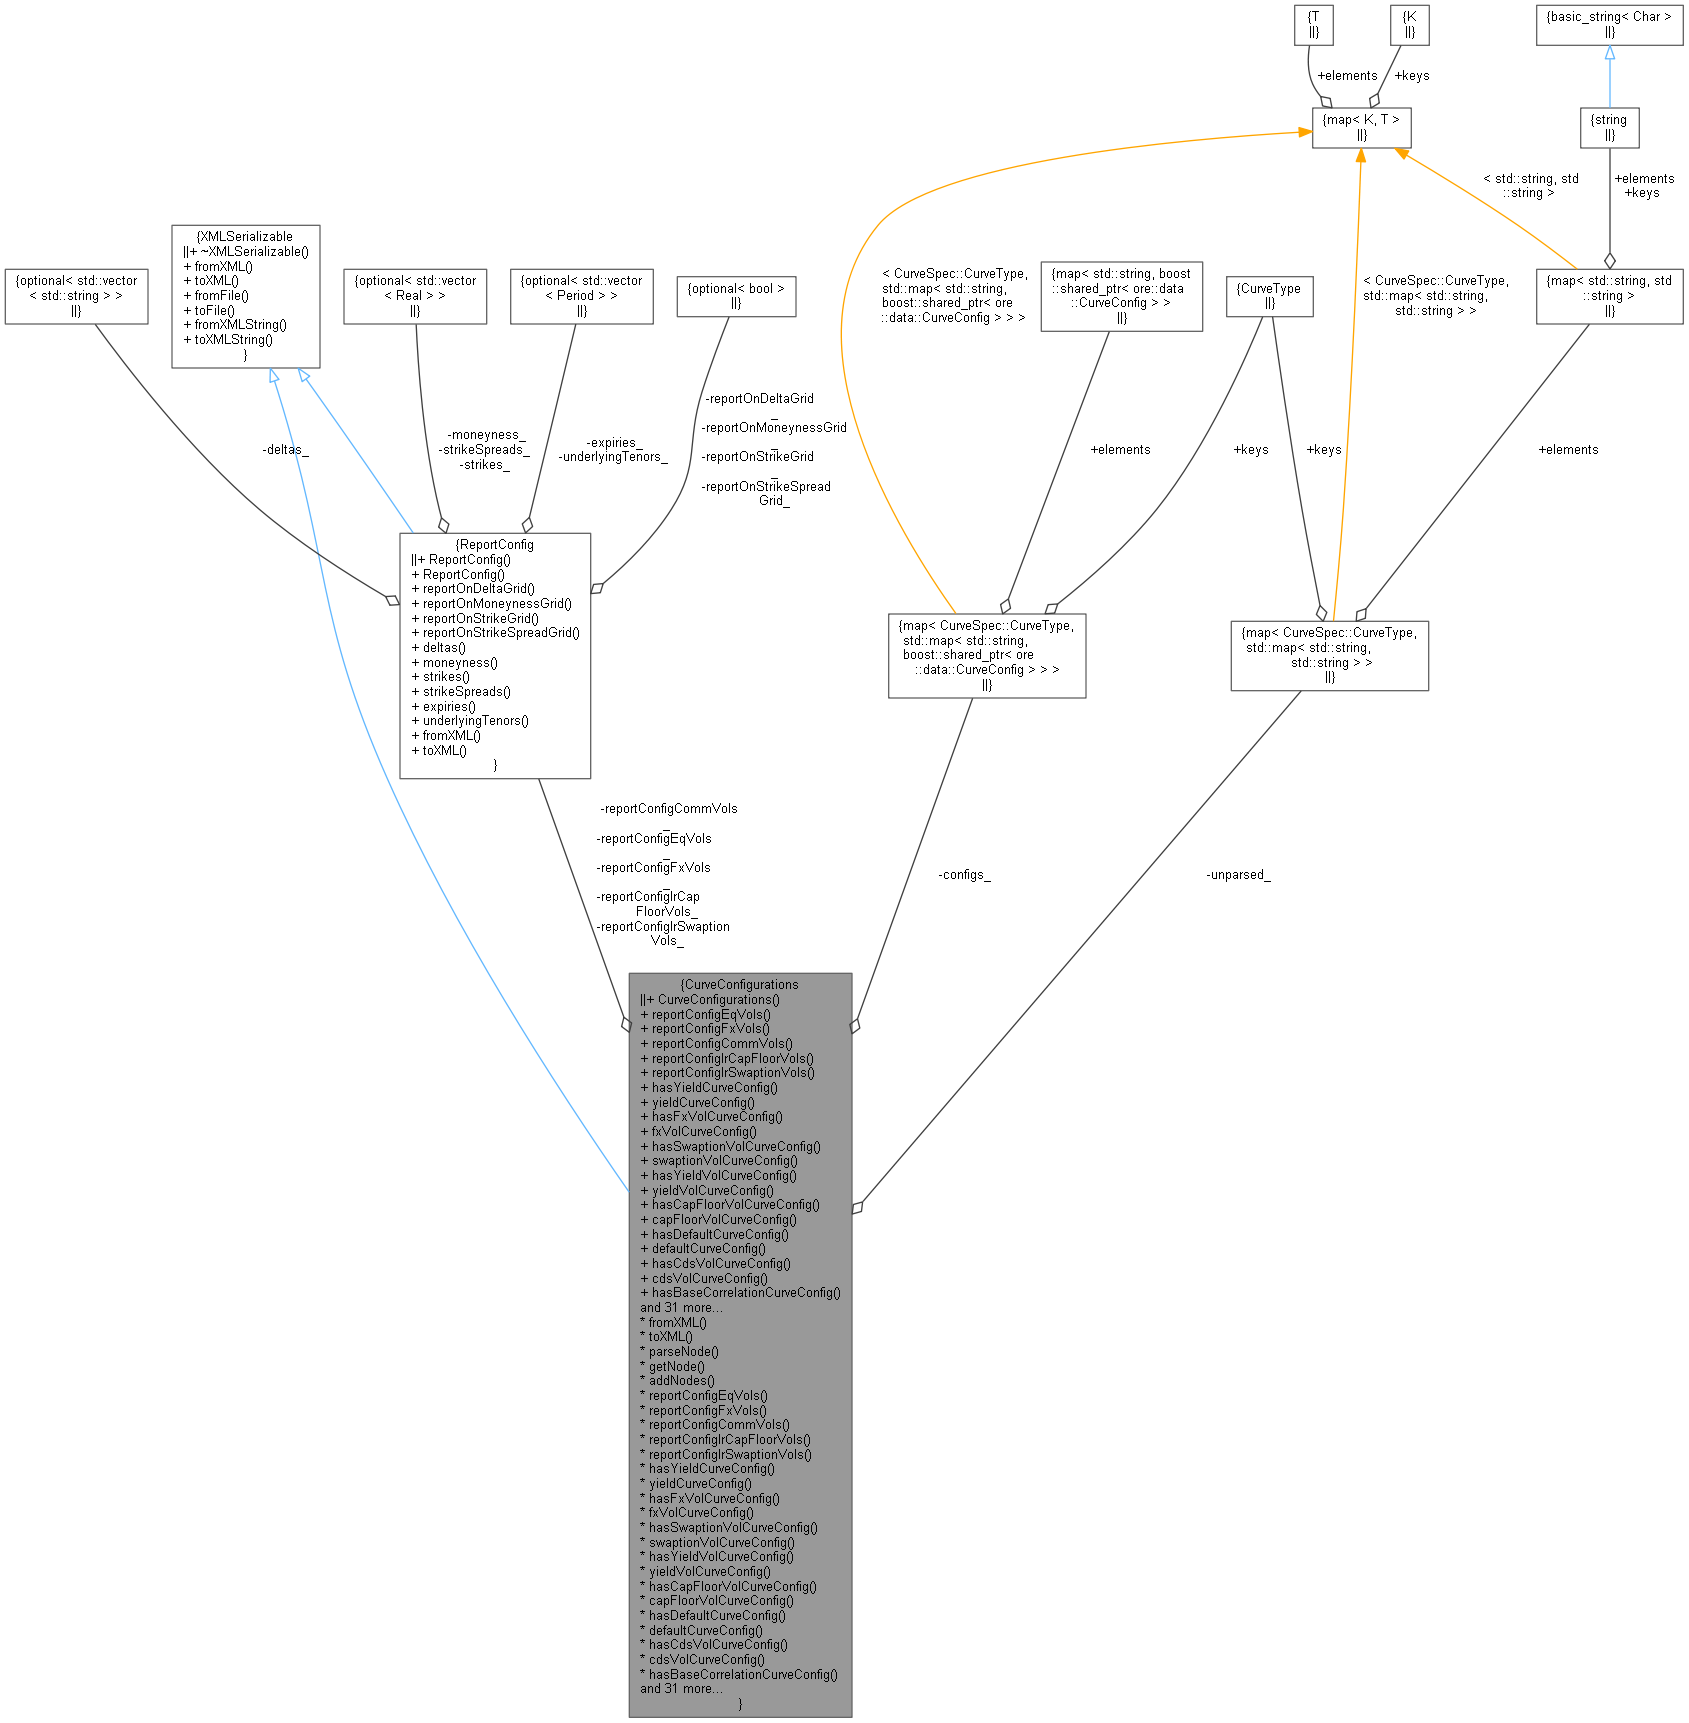 {T
||}
{K
||}
{basic_string< Char >
||}
+elements
+keys
{map< K, T >
||}
{string
||}
< std::string, std
::string >
+elements
+keys
{XMLSerializable
||+ ~XMLSerializable()
+ fromXML()
+ toXML()
+ fromFile()
+ toFile()
+ fromXMLString()
+ toXMLString()
}
{optional< std::vector
< std::string > >
||}
{optional< std::vector
< Real > >
||}
{optional< std::vector
< Period > >
||}
{optional< bool >
||}
< CurveSpec::CurveType,
std::map< std::string,
boost::shared_ptr< ore
::data::CurveConfig > > >
{map< std::string, boost
::shared_ptr< ore::data
::CurveConfig > >
||}
{CurveType
||}
< CurveSpec::CurveType,
std::map< std::string,
std::string > >
{map< std::string, std
::string >
||}
-deltas_
-moneyness_
-strikeSpreads_
-strikes_
-expiries_
-underlyingTenors_
-reportOnDeltaGrid
_
-reportOnMoneynessGrid
_
-reportOnStrikeGrid
_
-reportOnStrikeSpread
Grid_
+elements
+keys
+keys
+elements
{ReportConfig
||+ ReportConfig()
+ ReportConfig()
+ reportOnDeltaGrid()
+ reportOnMoneynessGrid()
+ reportOnStrikeGrid()
+ reportOnStrikeSpreadGrid()
+ deltas()
+ moneyness()
+ strikes()
+ strikeSpreads()
+ expiries()
+ underlyingTenors()
+ fromXML()
+ toXML()
}
{map< CurveSpec::CurveType,
std::map< std::string,
boost::shared_ptr< ore
::data::CurveConfig > > >
||}
{map< CurveSpec::CurveType,
std::map< std::string,
std::string > >
||}
-reportConfigCommVols
_
-reportConfigEqVols
_
-reportConfigFxVols
_
-reportConfigIrCap
FloorVols_
-reportConfigIrSwaption
Vols_
-configs_
-unparsed_
{CurveConfigurations
||+ CurveConfigurations()
+ reportConfigEqVols()
+ reportConfigFxVols()
+ reportConfigCommVols()
+ reportConfigIrCapFloorVols()
+ reportConfigIrSwaptionVols()
+ hasYieldCurveConfig()
+ yieldCurveConfig()
+ hasFxVolCurveConfig()
+ fxVolCurveConfig()
+ hasSwaptionVolCurveConfig()
+ swaptionVolCurveConfig()
+ hasYieldVolCurveConfig()
+ yieldVolCurveConfig()
+ hasCapFloorVolCurveConfig()
+ capFloorVolCurveConfig()
+ hasDefaultCurveConfig()
+ defaultCurveConfig()
+ hasCdsVolCurveConfig()
+ cdsVolCurveConfig()
+ hasBaseCorrelationCurveConfig()
and 31 more...
* fromXML()
* toXML()
* parseNode()
* getNode()
* addNodes()
* reportConfigEqVols()
* reportConfigFxVols()
* reportConfigCommVols()
* reportConfigIrCapFloorVols()
* reportConfigIrSwaptionVols()
* hasYieldCurveConfig()
* yieldCurveConfig()
* hasFxVolCurveConfig()
* fxVolCurveConfig()
* hasSwaptionVolCurveConfig()
* swaptionVolCurveConfig()
* hasYieldVolCurveConfig()
* yieldVolCurveConfig()
* hasCapFloorVolCurveConfig()
* capFloorVolCurveConfig()
* hasDefaultCurveConfig()
* defaultCurveConfig()
* hasCdsVolCurveConfig()
* cdsVolCurveConfig()
* hasBaseCorrelationCurveConfig()
and 31 more...
}